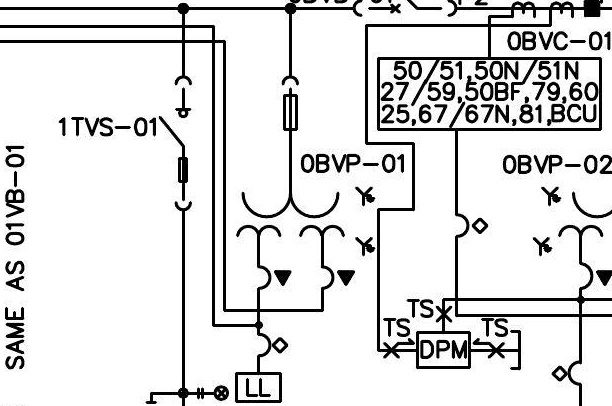 0BVC-01
50/51,50N/51N
27/59,50BF,79,60
25,67/67N,81,BCU
1TVS-01
0BVP-01
0BVP-02
SAME AS 01VB-01
TS
TS
TS
DPM
LL